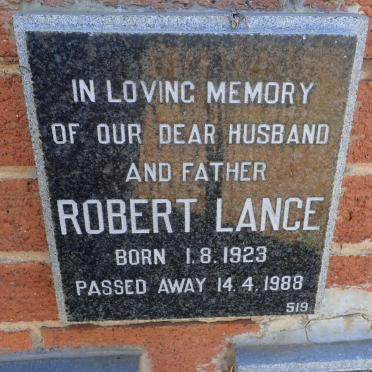 IN LOVING MEMORY
OF OUR DEAR HUSBAND
AND FATHER
ROBERT LANCE
BORN 1.8.1923
PASSED AWAY 14.4.1988
519